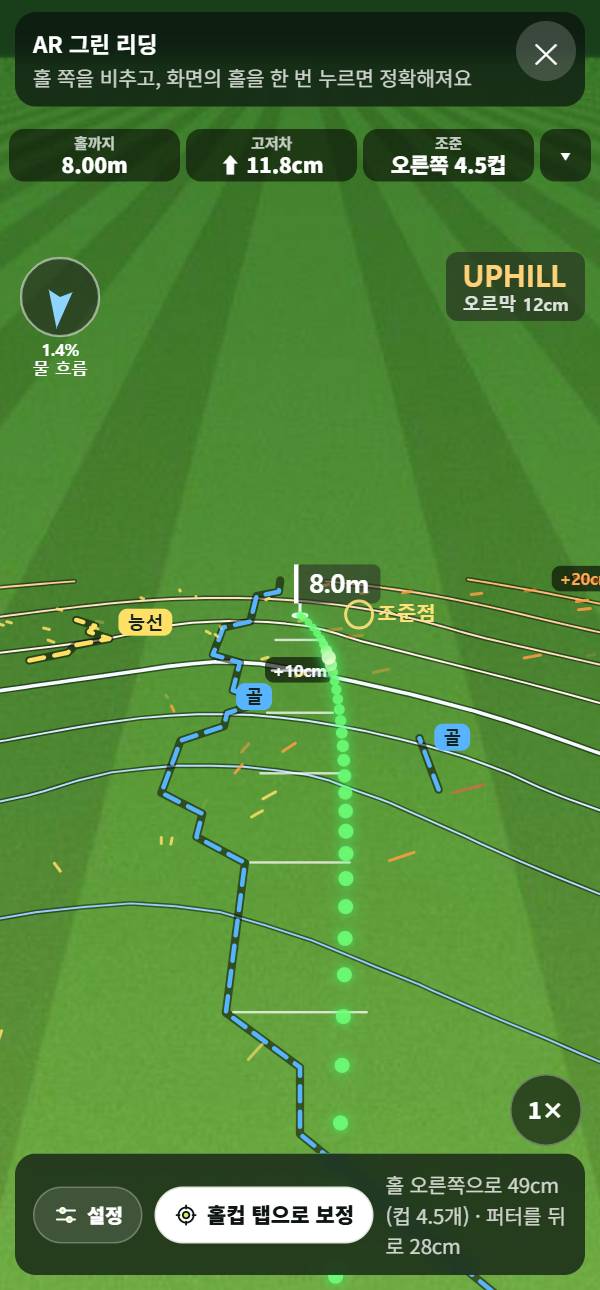 AR 그린 리딩
홀 쪽을 비추고, 화면의 홀을 한 번 누르면 정확해져요
홀까지
8.00m
고저차
⬆ 11.8cm
조준
오른쪽 4.5컵
▼
UPHILL
오르막 12cm
1.4%
물 흐름
8.0m
+20c
능선
조준점
+10cm
골
골
1×
설정
홀컵 탭으로 보정
홀 오른쪽으로 49cm
(컵 4.5개) · 퍼터를 뒤
로 28cm